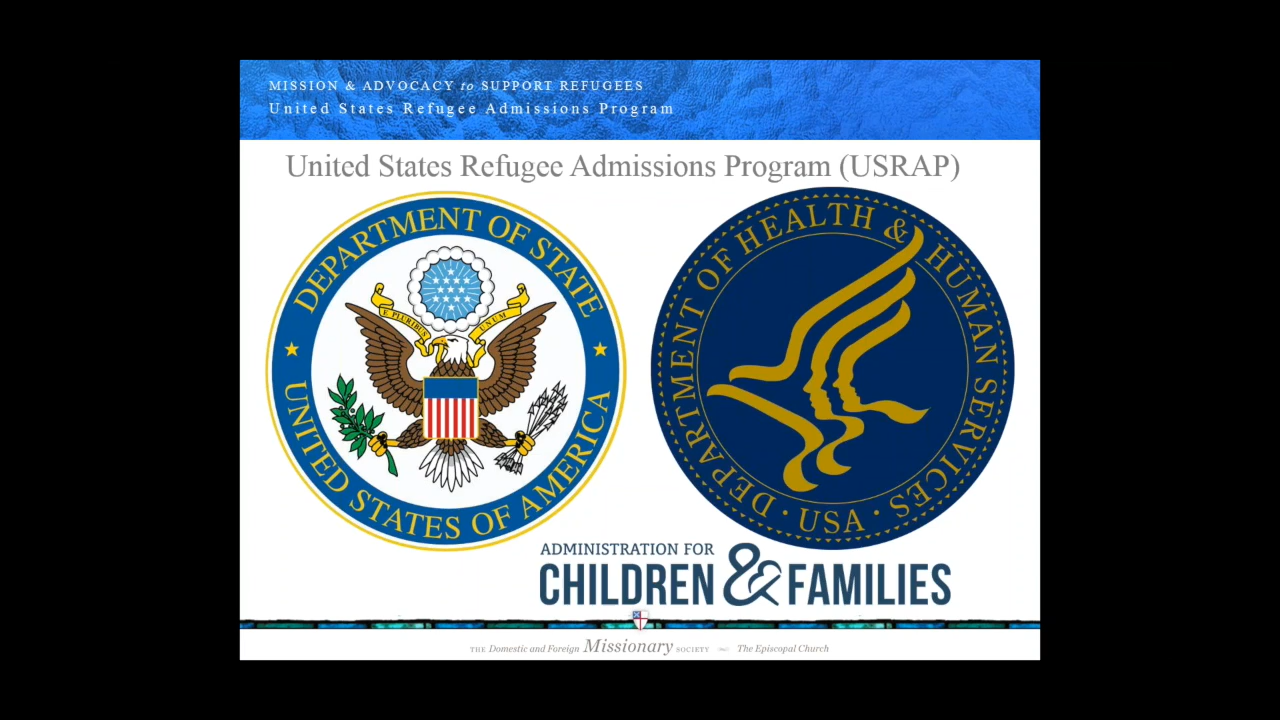 MISSION & ADVOCACY to SUPPORT REFUGEES
United States Refugee Admissions Program
United States Refugee Admissions Program (USRAP)
DEPARTMENT OF STATE
E PLURIBUS UNUM
UNITED STATES OF AMERICA
DEPARTMENT OF HEALTH & HUMAN SERVICES
· USA ·
ADMINISTRATION FOR
CHILDREN & FAMILIES
THE Domestic and Foreign Missionary SOCIETY The Episcopal Church